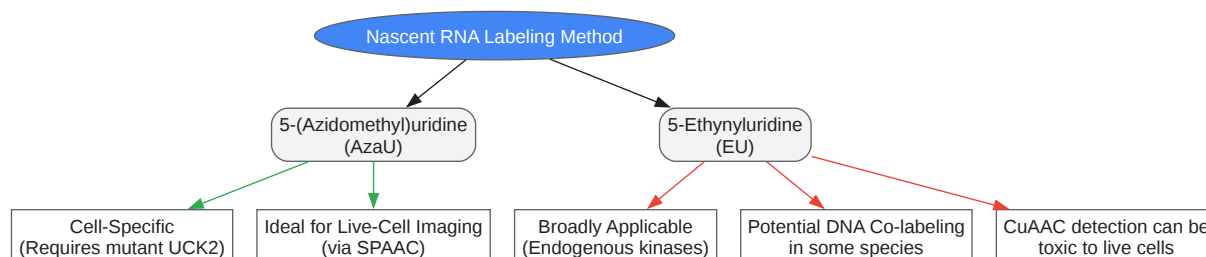 Nascent RNA Labeling Method
5-(Azidomethyl)uridine
(AzaU)
5-Ethynyluridine
(EU)
Cell-Specific
(Requires mutant UCK2)
Ideal for Live-Cell Imaging
(via SPAAC)
Broadly Applicable
(Endogenous kinases)
Potential DNA Co-labeling
in some species
CuAAC detection can be
toxic to live cells